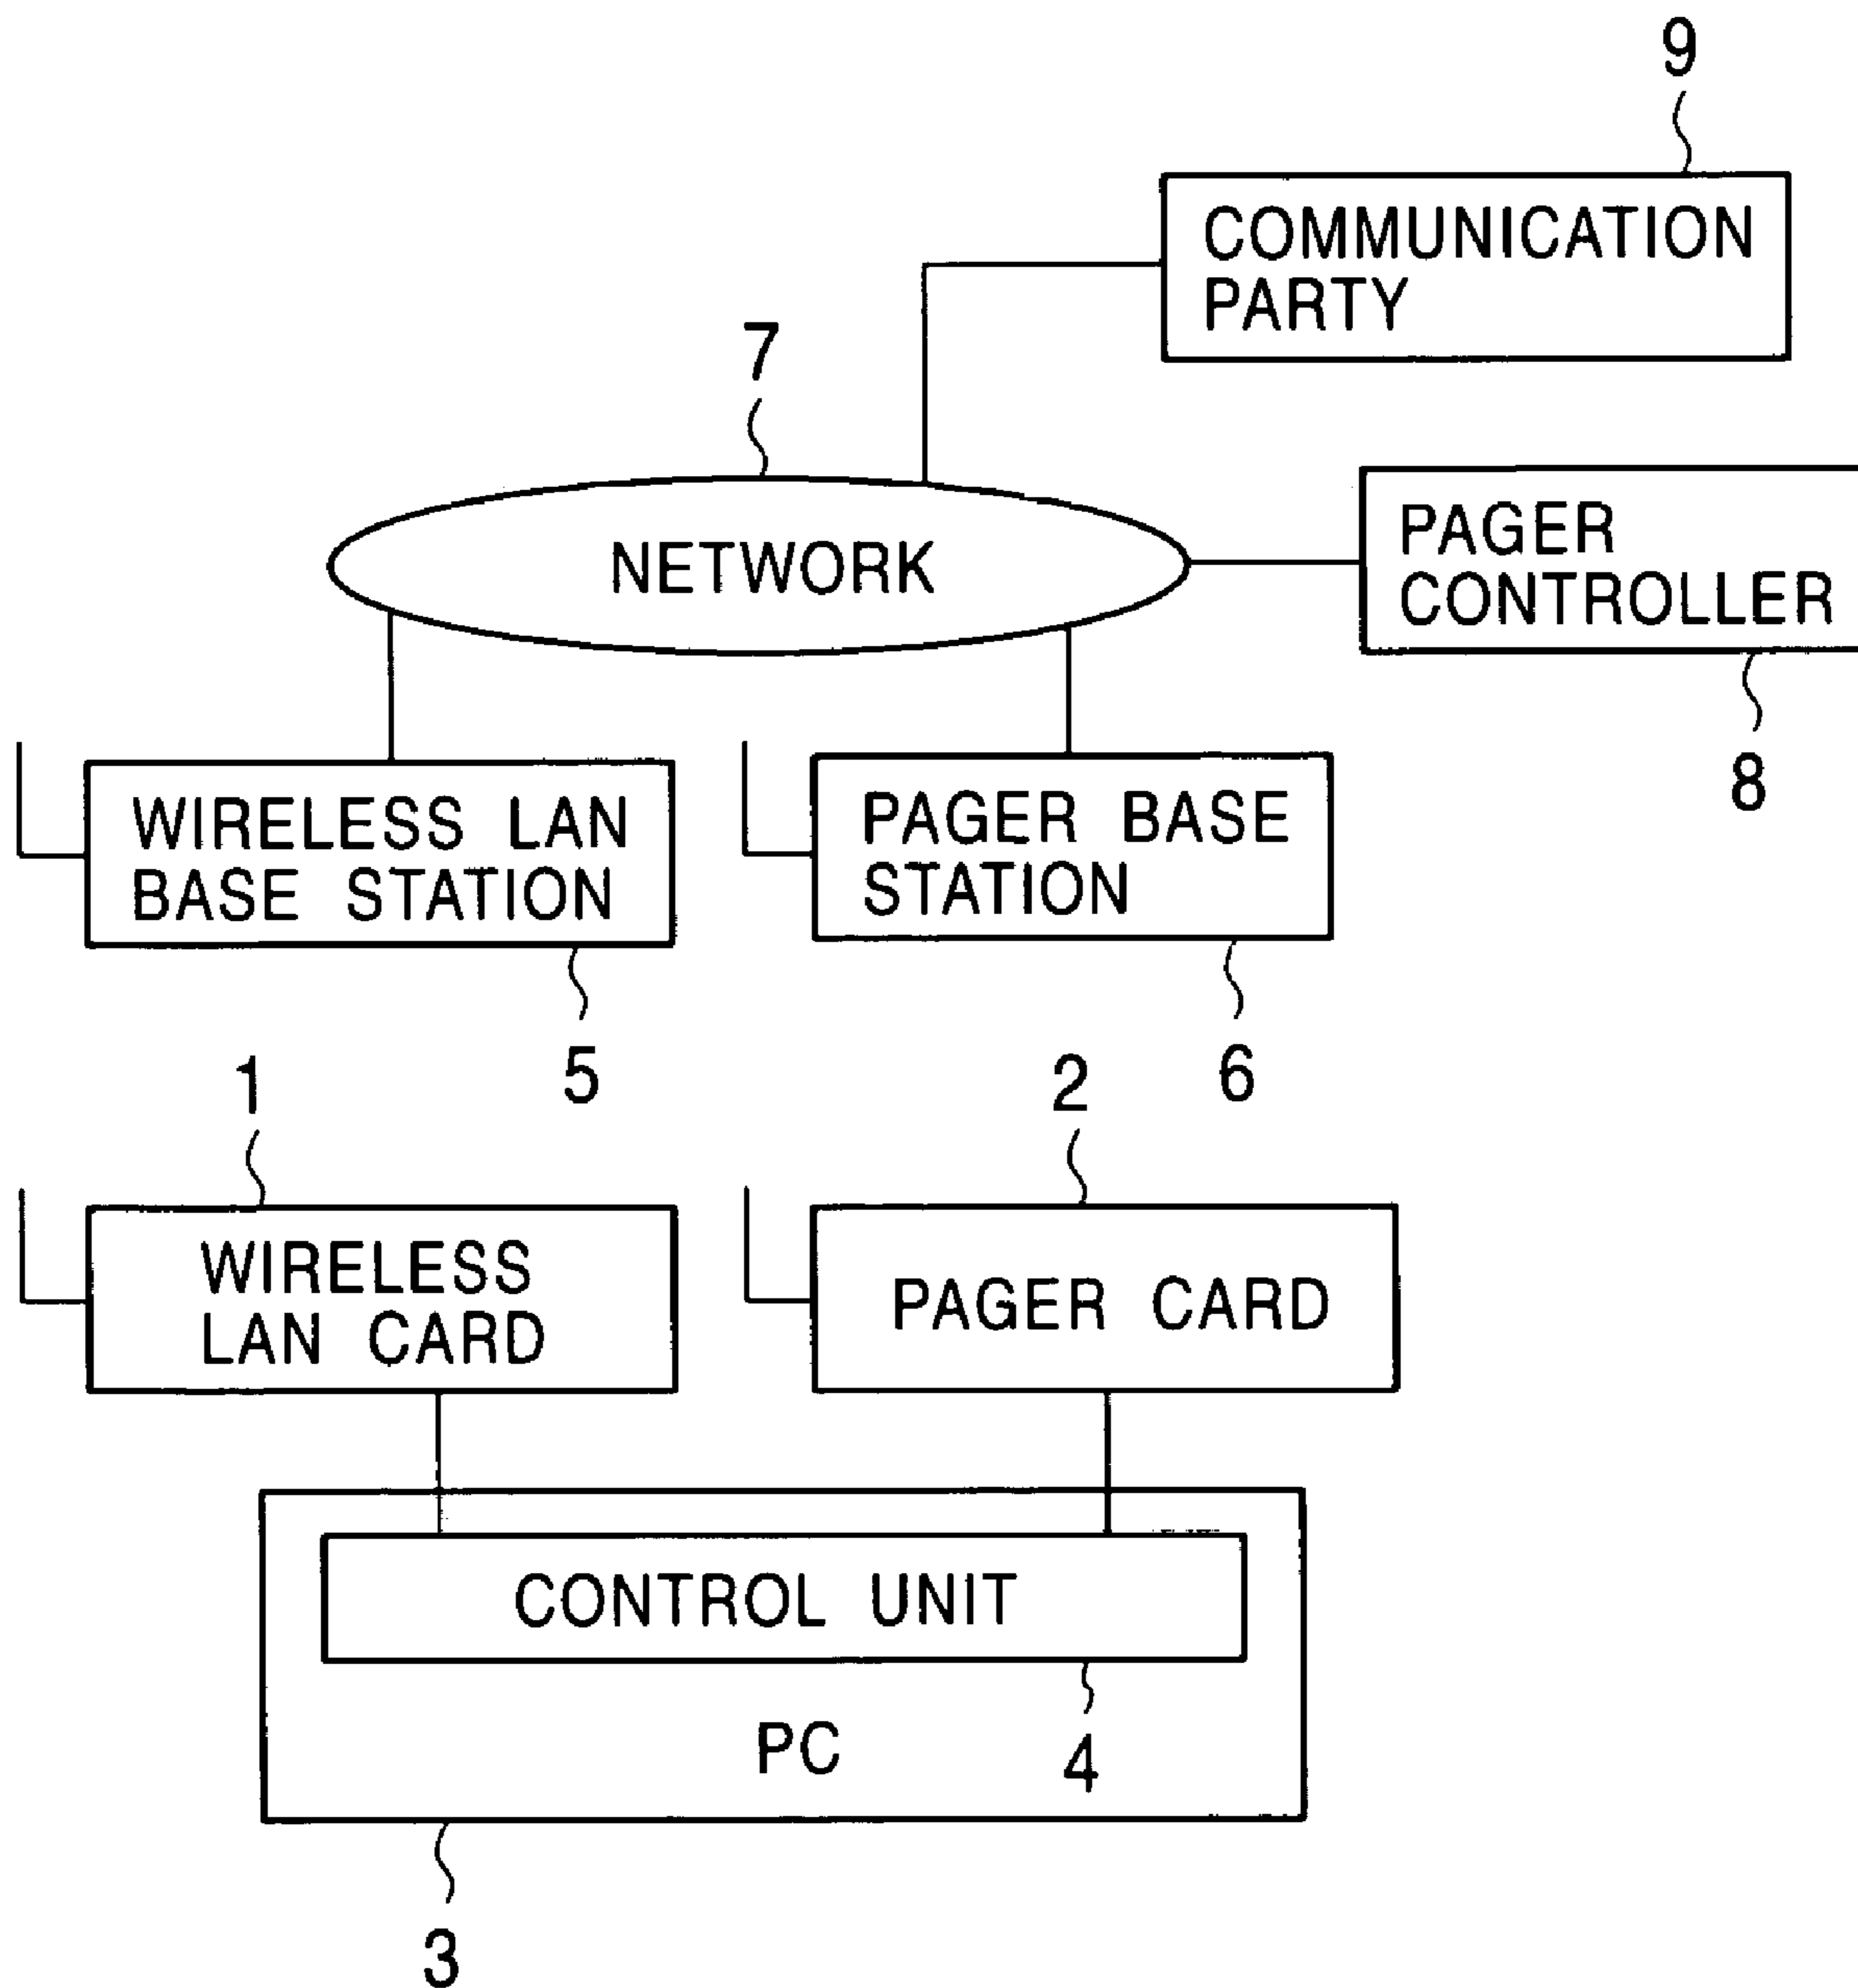 9
COMMUNICATION
PARTY
7
NETWORK
PAGER
CONTROLLER
8
WIRELESS LAN
BASE STATION
PAGER BASE
STATION
5
6
1
2
WIRELESS
LAN CARD
PAGER CARD
CONTROL UNIT
PC
4
3